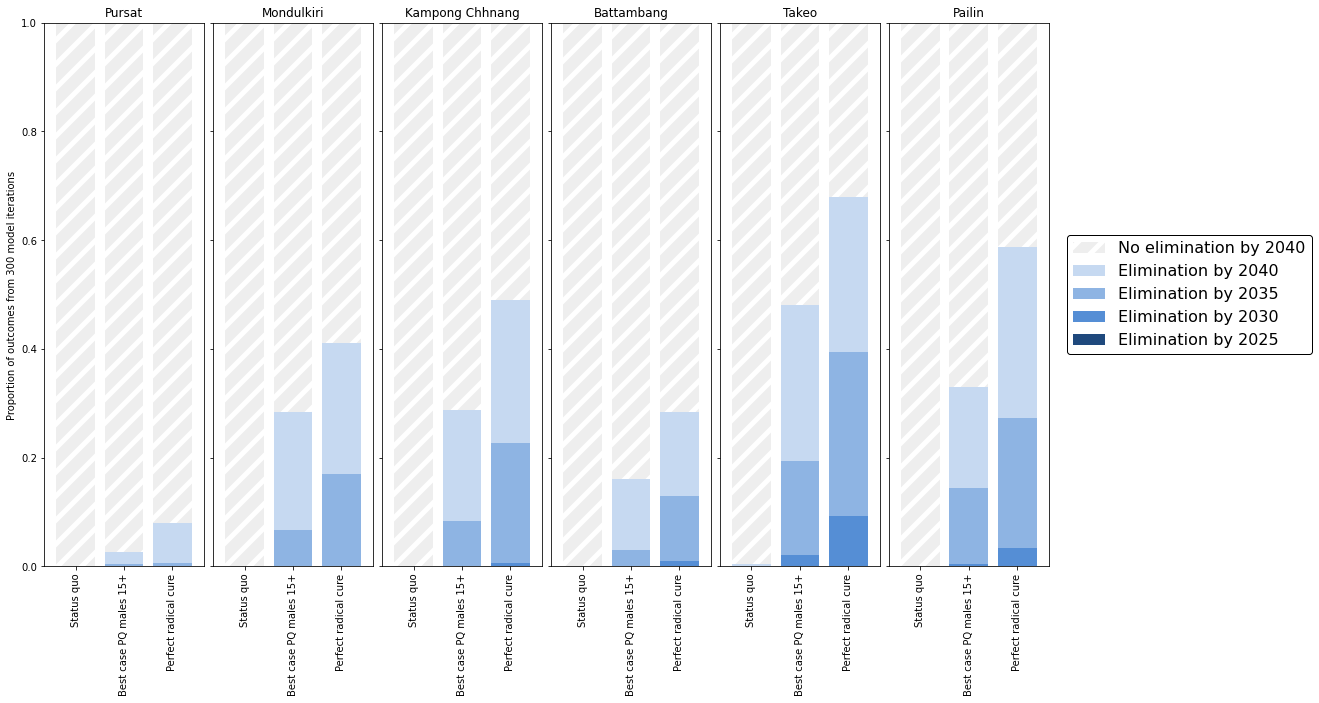 Pursat
Mondulkiri
Kampong Chhnang
Battambang
Takeo
Pailin
Proportion of outcomes from 300 model iterations
1.0
0.8
0.6
0.4
0.2
0.0
Status quo
Best case PQ males 15+
Perfect radical cure
Status quo
Best case PQ males 15+
Perfect radical cure
Status quo
Best case PQ males 15+
Perfect radical cure
Status quo
Best case PQ males 15+
Perfect radical cure
Status quo
Best case PQ males 15+
Perfect radical cure
Status quo
Best case PQ males 15+
Perfect radical cure
No elimination by 2040
Elimination by 2040
Elimination by 2035
Elimination by 2030
Elimination by 2025